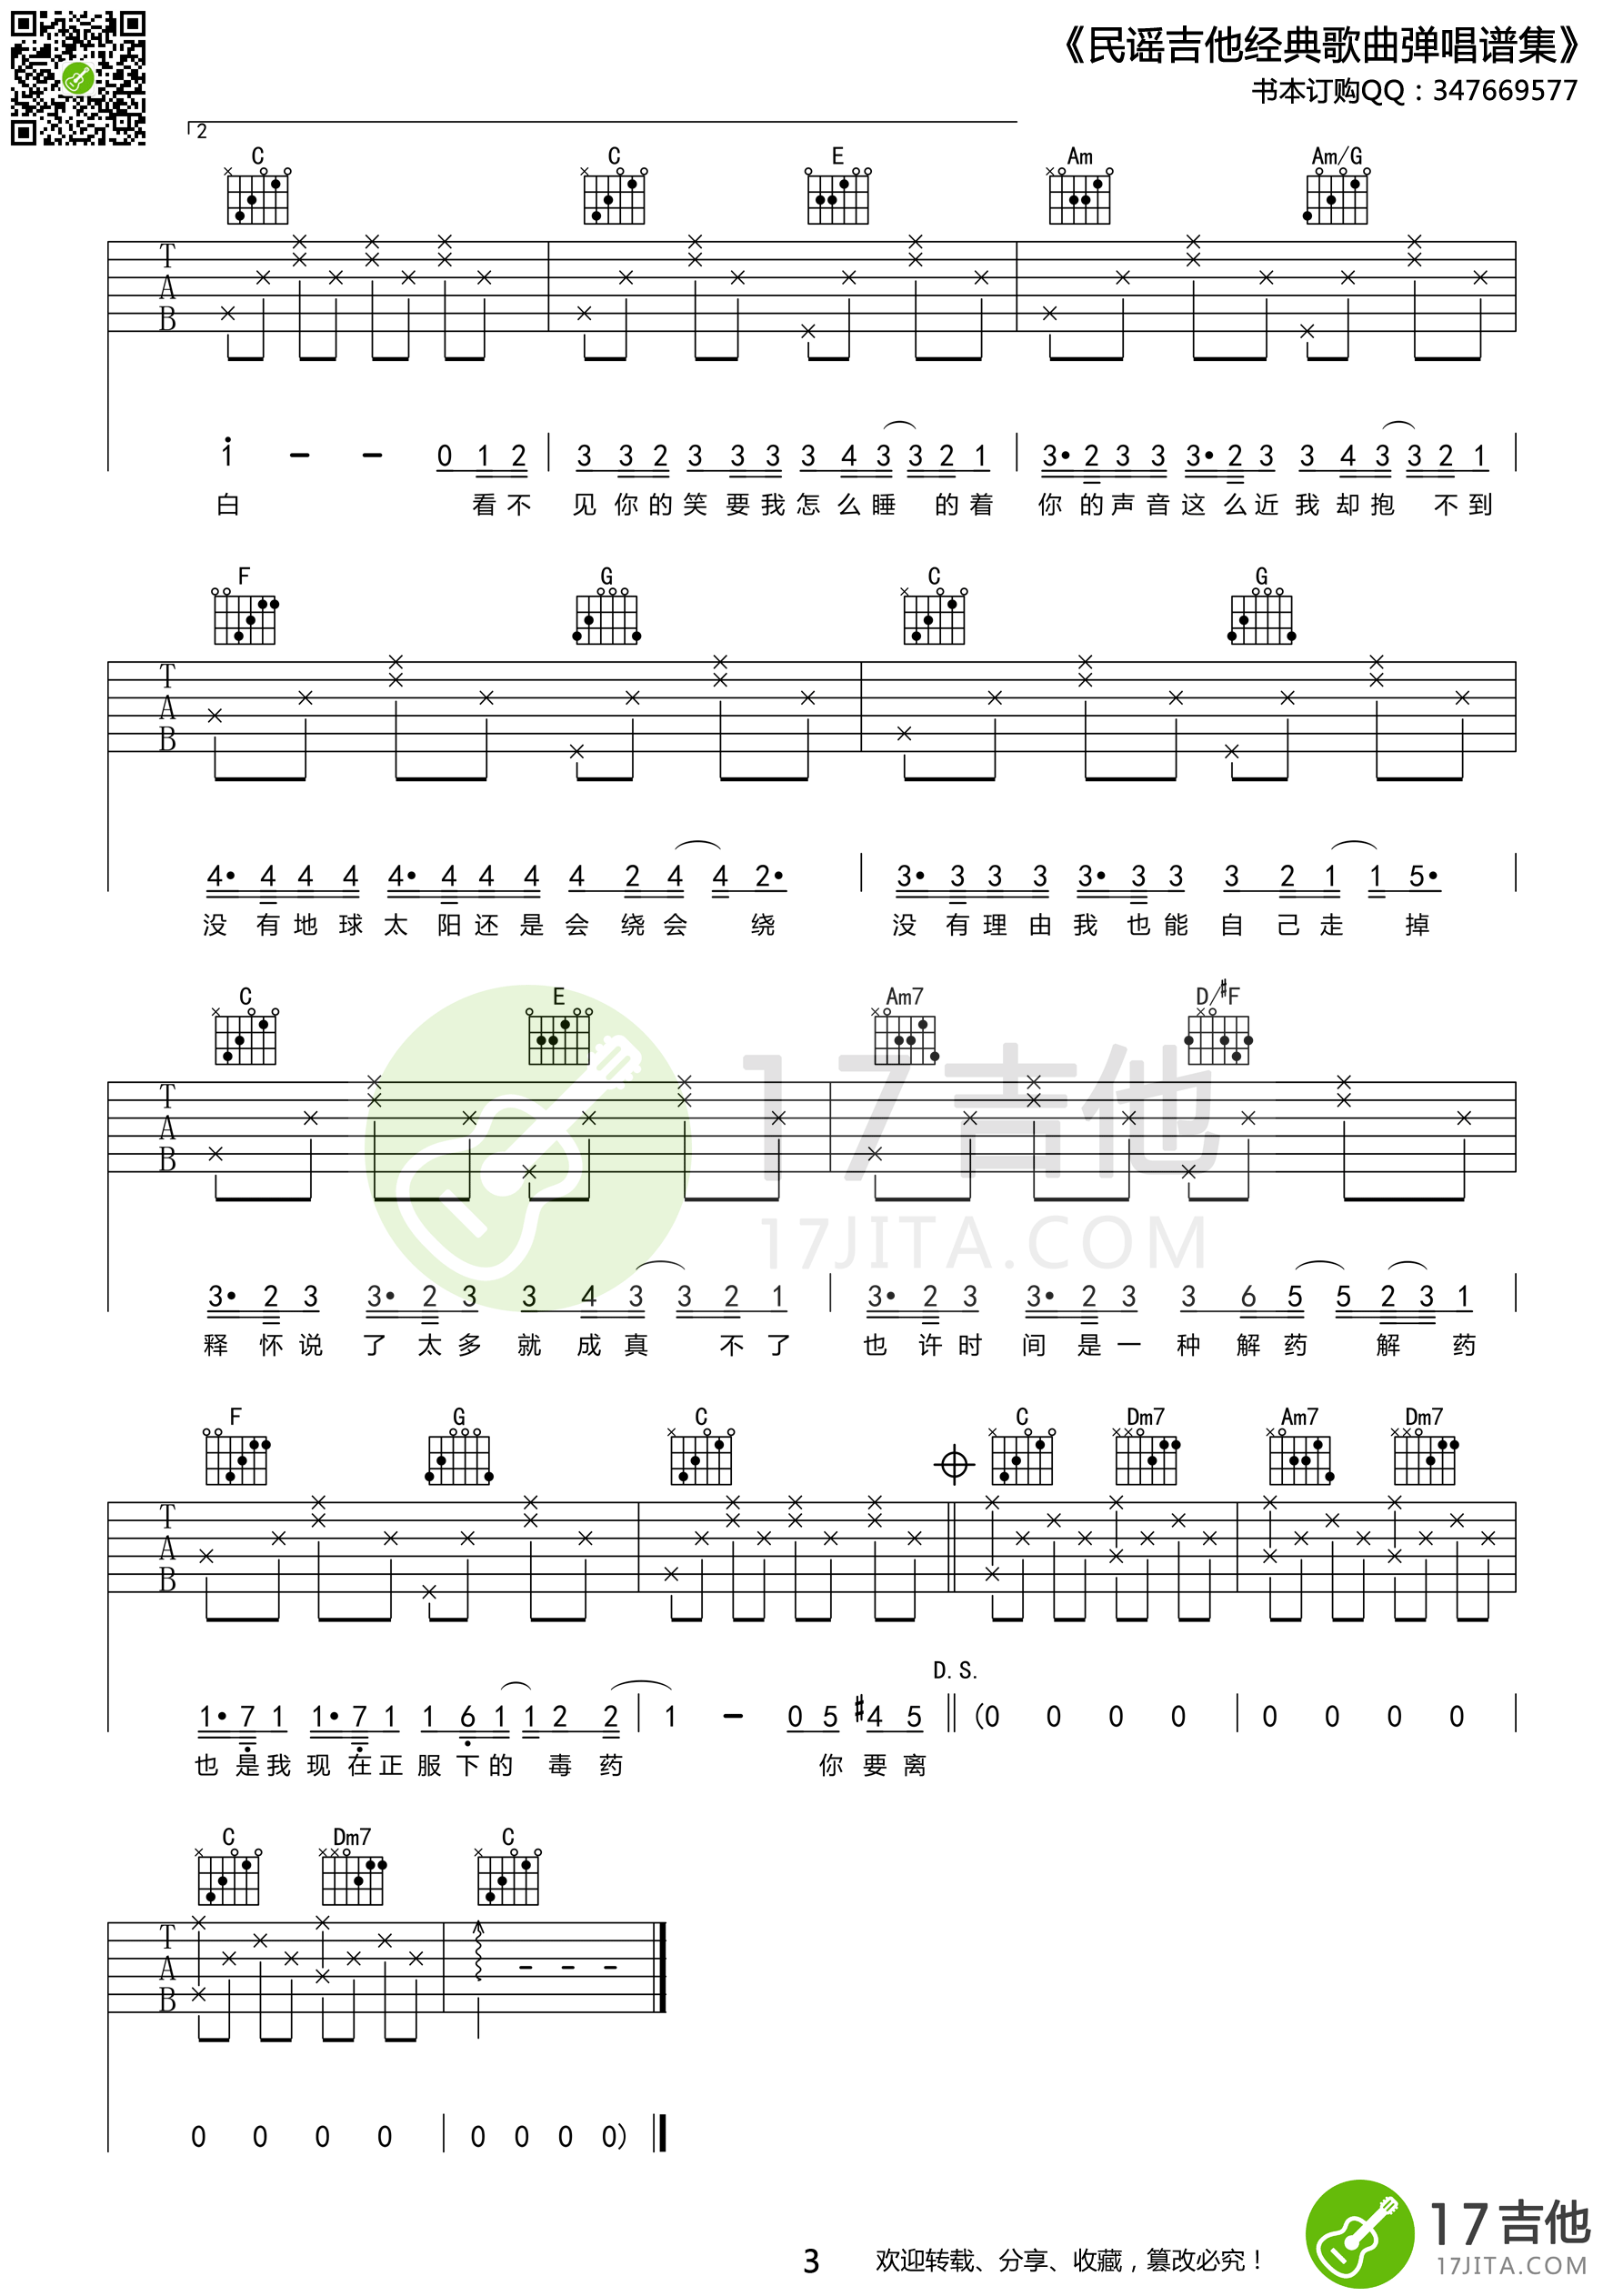 《民谣吉他经典歌曲弹唱谱集》
书本订购QQ：347669577
2
C C E Am Am/G
T A B
1 - - 0 1 2 | 3 3 2 3 3 3 3 4 3 3 2 1 | 3· 2 3 3 3· 2 3 3 4 3 3 2 1 |
白 看不 见你的笑要我怎么睡 的着 你的声音这么近我却抱 不到
F G C G
T A B
4· 4 4 4 4· 4 4 4 4 2 4 4 2· | 3· 3 3 3 3· 3 3 3 2 1 1 5· |
没有地球太阳还是会绕会 绕 没有理由我也能自己走 掉
C E Am7 D/#F
T A B
3· 2 3 3· 2 3 3 4 3 3 2 1 | 3· 2 3 3· 2 3 3 6 5 5 2 3 1 |
释怀说了太多就成真 不了 也许时间是一种解药 解药
17吉他
17JITA.COM
F G C C Dm7 Am7 Dm7
T A B
D.S.
1· 7 1 1· 7 1 1 6 1 1 2 2 | 1 - 0 5 #4 5 || (0 0 0 0 | 0 0 0 0 |
也是我现在正服下的 毒药 你要离
C Dm7 C
T A B
0 0 0 0 | 0 0 0 0) ||
3 欢迎转载、分享、收藏，篡改必究！
17吉他
17JITA.COM